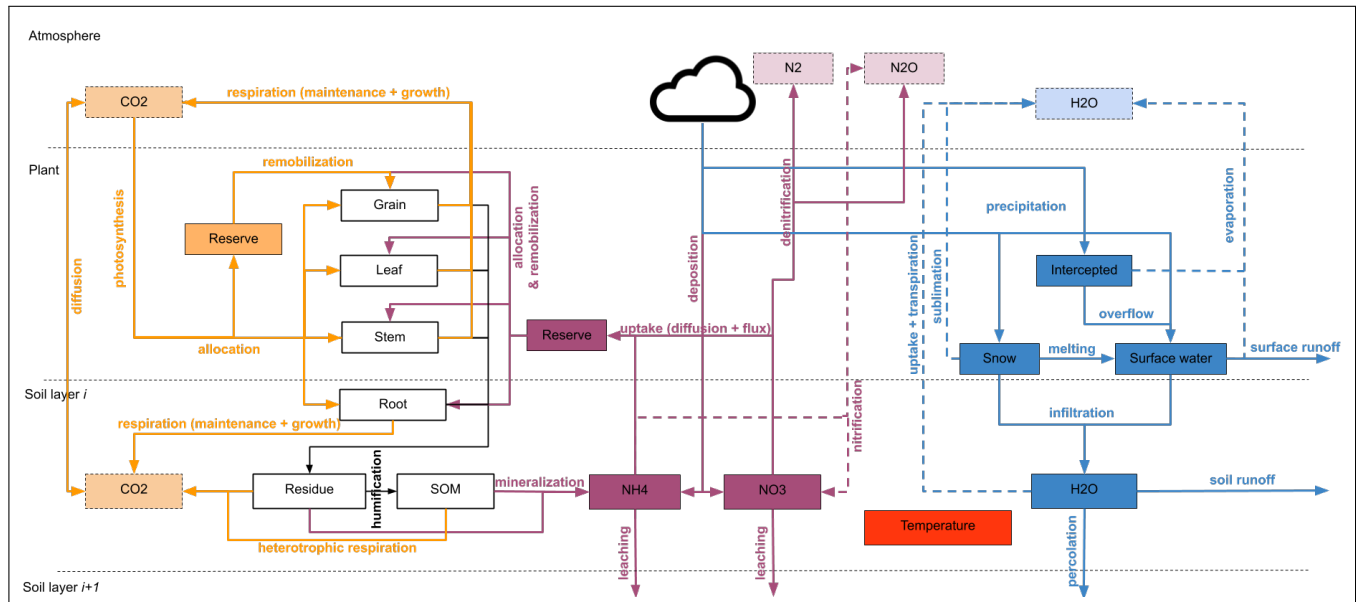 Atmosphere
N2
N2O
CO2
respiration (maintenance + growth)
H2O
Plant
remobilization
photosynthesis
Grain
precipitation
denitrification
evaporation
Reserve
allocation
& remobilization
diffusion
Leaf
deposition
uptake + transpiration
sublimation
Intercepted
overflow
allocation
Stem
Reserve
uptake (diffusion + flux)
Snow
melting
Surface water
surface runoff
Soil layer i
Root
respiration (maintenance + growth)
infiltration
nitrification
CO2
Residue
humification
SOM
mineralization
NH4
NO3
H2O
soil runoff
Temperature
heterotrophic respiration
leaching
leaching
percolation
Soil layer i+1